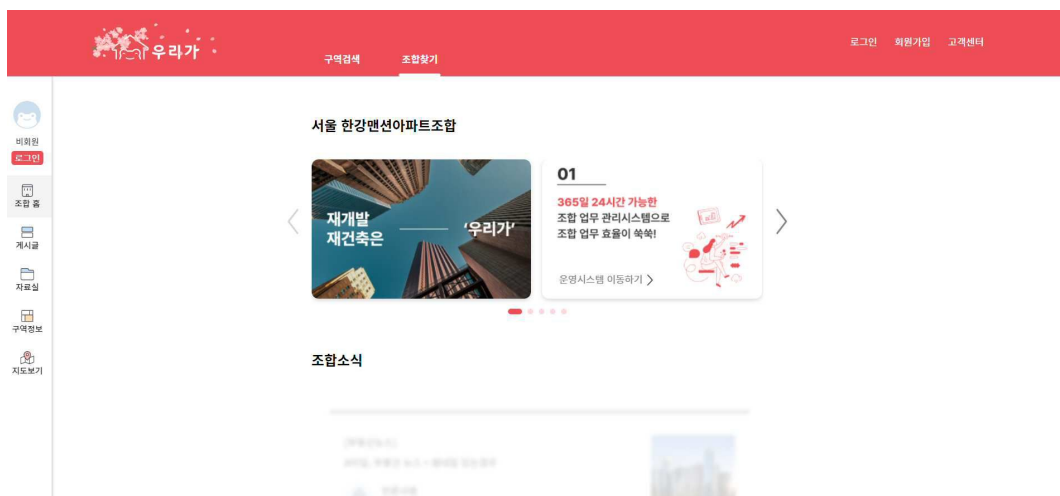 우리가
로그인 회원가입 고객센터
구역검색 조합찾기
비회원
로그인
조합 홈
게시글
자료실
구역정보
지도보기
서울 한강맨션아파트조합
재개발
재건축은 '우리가'
01
365일 24시간 가능한
조합 업무 관리시스템으로
조합 업무 효율이 쑥쑥!
운영시스템 이동하기 >
조합소식